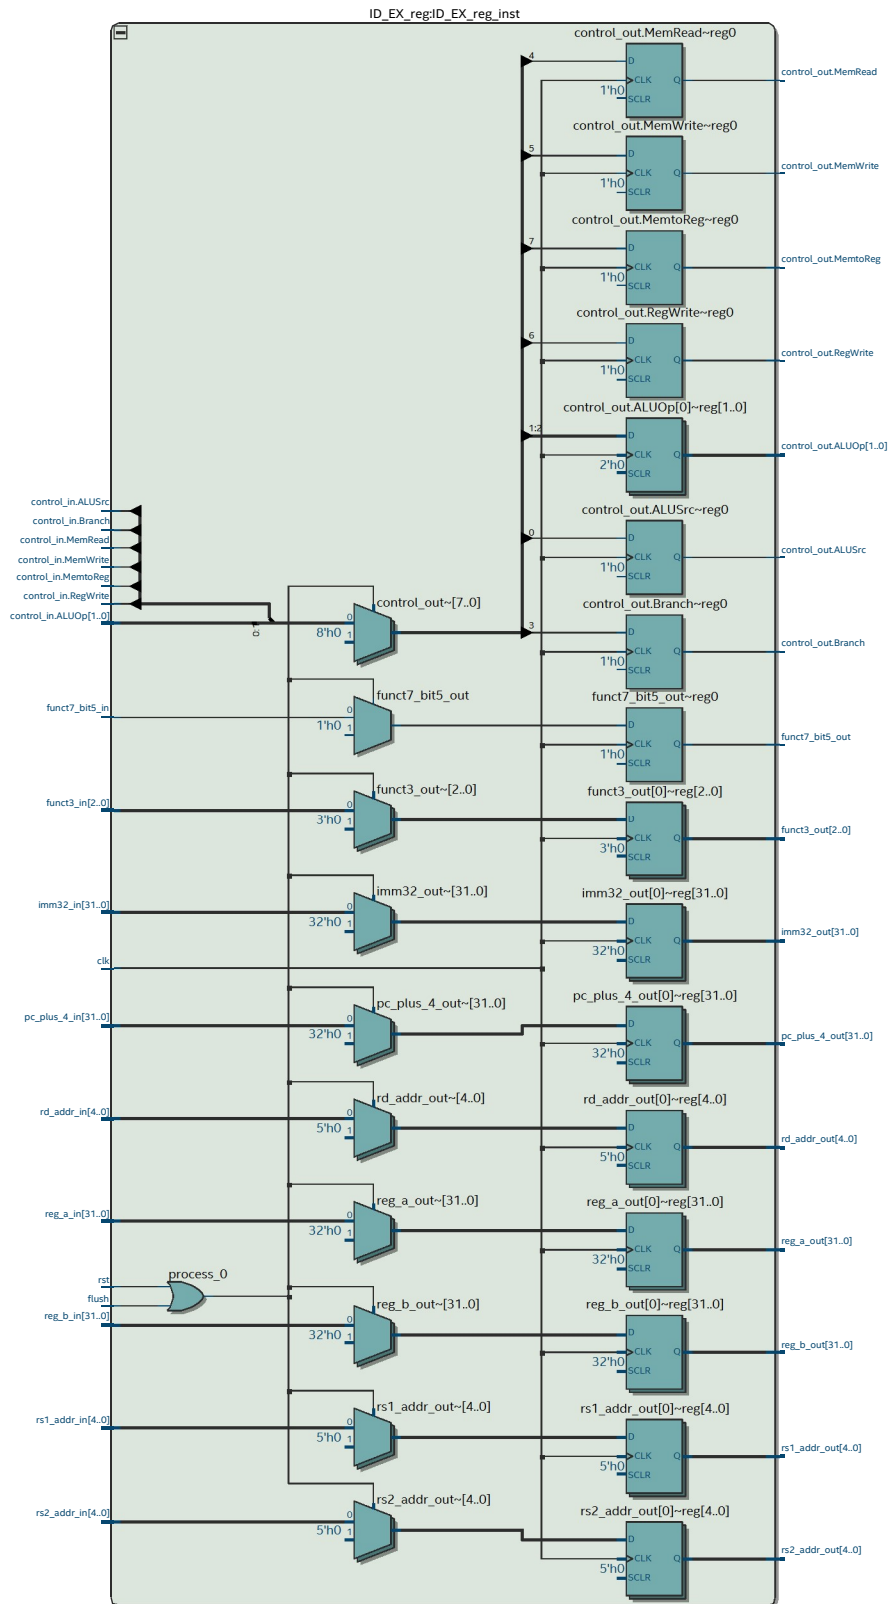 ID_EX_reg:ID_EX_reg_inst
control_out.MemRead~reg0
4
D
CLK
Q
1'h0
SCLR
control_out.MemRead
control_out.MemWrite~reg0
5
D
CLK
Q
1'h0
SCLR
control_out.MemWrite
control_out.MemtoReg~reg0
7
D
CLK
Q
1'h0
SCLR
control_out.MemtoReg
control_out.RegWrite~reg0
6
D
CLK
Q
1'h0
SCLR
control_out.RegWrite
control_out.ALUOp[0]~reg[1..0]
1:2
D
CLK
Q
2'h0
SCLR
control_out.ALUOp[1..0]
control_in.ALUSrc
control_in.Branch
control_in.MemRead
control_in.MemWrite
control_in.MemtoReg
control_in.RegWrite
control_in.ALUOp[1..0]
control_out.ALUSrc~reg0
0
D
CLK
Q
1'h0
SCLR
control_out.ALUSrc
control_out~[7..0]
0
8'h0
1
control_out.Branch~reg0
3
D
CLK
Q
1'h0
SCLR
control_out.Branch
funct7_bit5_in
funct7_bit5_out
0
1'h0
1
funct7_bit5_out~reg0
D
CLK
Q
1'h0
SCLR
funct7_bit5_out
funct3_in[2..0]
funct3_out~[2..0]
0
3'h0
1
funct3_out[0]~reg[2..0]
D
CLK
Q
3'h0
SCLR
funct3_out[2..0]
imm32_in[31..0]
imm32_out~[31..0]
0
32'h0
1
imm32_out[0]~reg[31..0]
D
CLK
Q
32'h0
SCLR
imm32_out[31..0]
clk
pc_plus_4_in[31..0]
pc_plus_4_out~[31..0]
0
32'h0
1
pc_plus_4_out[0]~reg[31..0]
D
CLK
Q
32'h0
SCLR
pc_plus_4_out[31..0]
rd_addr_in[4..0]
rd_addr_out~[4..0]
0
5'h0
1
rd_addr_out[0]~reg[4..0]
D
CLK
Q
5'h0
SCLR
rd_addr_out[4..0]
reg_a_in[31..0]
reg_a_out~[31..0]
0
32'h0
1
reg_a_out[0]~reg[31..0]
D
CLK
Q
32'h0
SCLR
reg_a_out[31..0]
rst
flush
process_0
reg_b_in[31..0]
reg_b_out~[31..0]
0
32'h0
1
reg_b_out[0]~reg[31..0]
D
CLK
Q
32'h0
SCLR
reg_b_out[31..0]
rs1_addr_in[4..0]
rs1_addr_out~[4..0]
0
5'h0
1
rs1_addr_out[0]~reg[4..0]
D
CLK
Q
5'h0
SCLR
rs1_addr_out[4..0]
rs2_addr_in[4..0]
rs2_addr_out~[4..0]
0
5'h0
1
rs2_addr_out[0]~reg[4..0]
D
CLK
Q
5'h0
SCLR
rs2_addr_out[4..0]